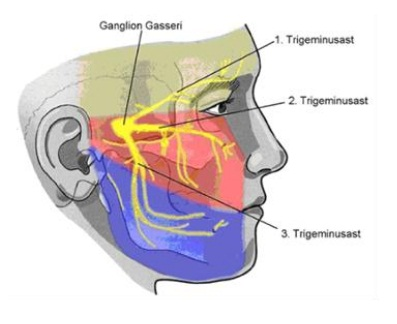 Ganglion Gasseri
1. Trigeminusast
2. Trigeminusast
3. Trigeminusast